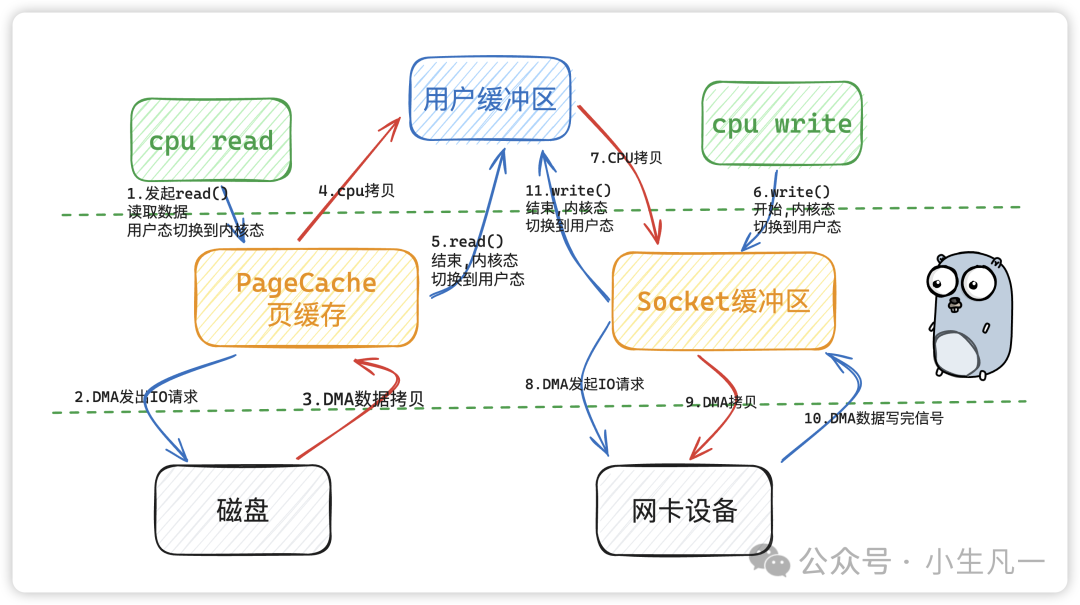 用户缓冲区
cpu read
cpu write
1.发起read()
读取数据
用户态切换到内核态
4.cpu拷贝
7.CPU拷贝
11.write()
结束,内核态
切换到用户态
6.write()
开始,内核态
切换到用户态
5.read()
结束,内核态
切换到用户态
PageCache
页缓存
Socket缓冲区
2.DMA发出IO请求
3.DMA数据拷贝
8.DMA发起IO请求
9.DMA拷贝
10.DMA数据写完信号
磁盘
网卡设备
公众号 · 小生凡一